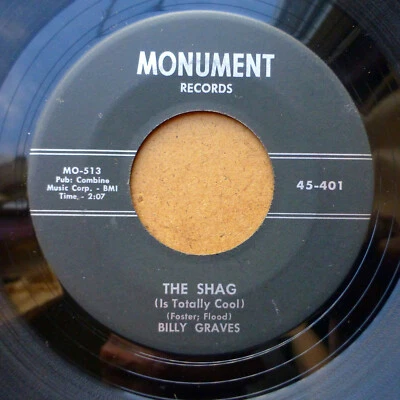 MONUMENT
RECORDS
MO-513
Pub: Combine
Music Corp. - BMI
Time, - 2:07
45-401
THE SHAG
(Is Totally Cool)
(Foster; Flood)
BILLY GRAVES